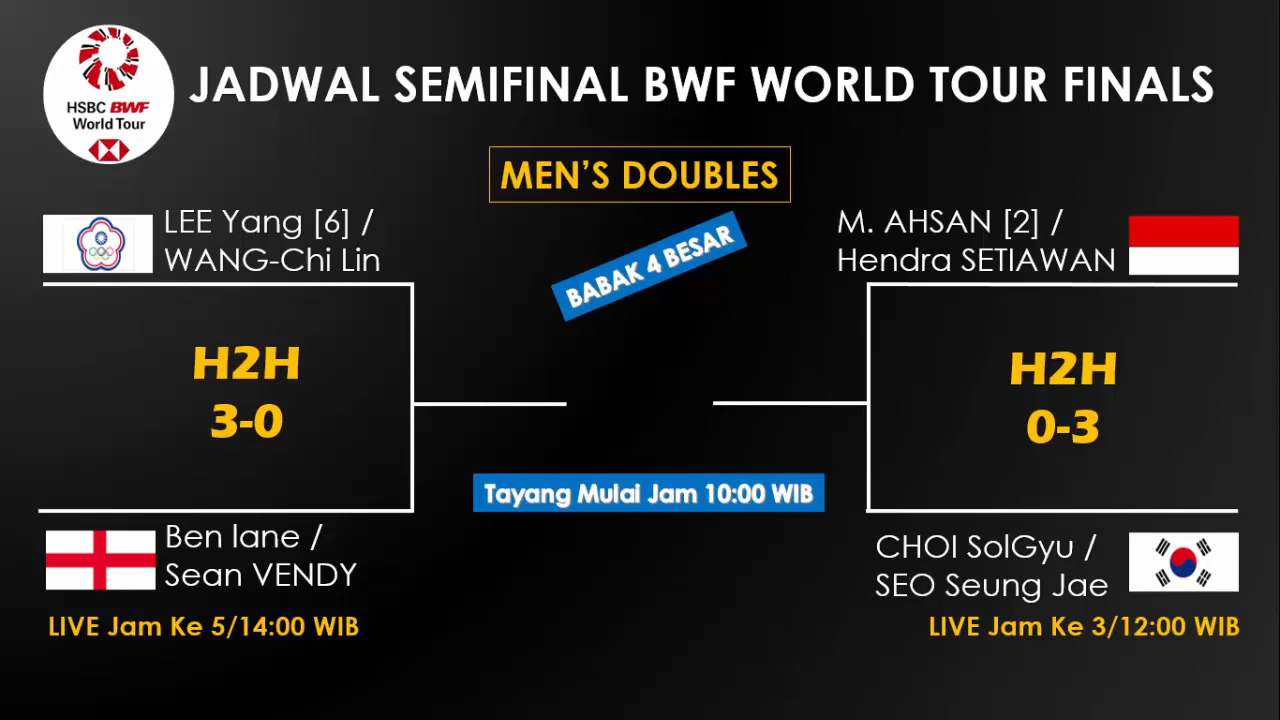 HSBC BWF
World Tour
JADWAL SEMIFINAL BWF WORLD TOUR FINALS
MEN'S DOUBLES
BABAK 4 BESAR
LEE Yang [6] /
WANG-Chi Lin
H2H
3-0
Ben lane /
Sean VENDY
LIVE Jam Ke 5/14:00 WIB
Tayang Mulai Jam 10:00 WIB
M. AHSAN [2] /
Hendra SETIAWAN
H2H
0-3
CHOI SolGyu /
SEO Seung Jae
LIVE Jam Ke 3/12:00 WIB